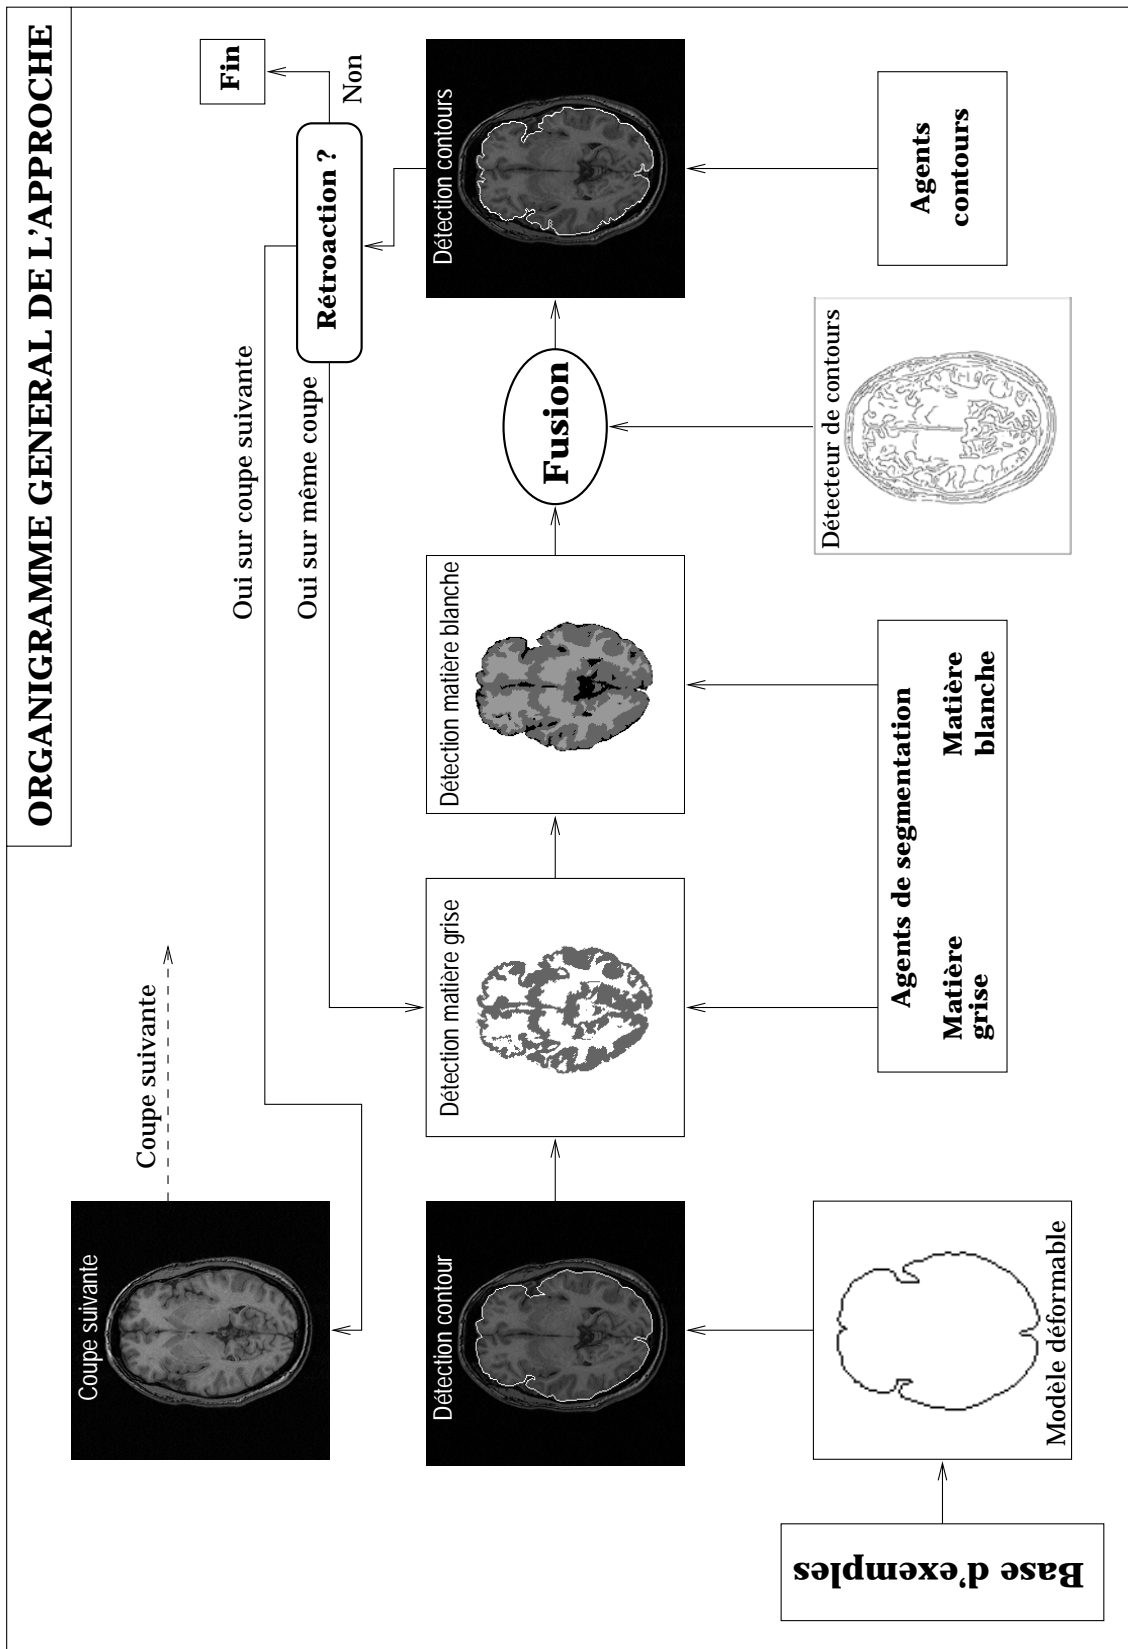 ORGANIGRAMME GENERAL DE L'APPROCHE
Coupe suivante
Coupe suivante
Oui sur coupe suivante
Oui sur même coupe
Rétroaction ?
Non
Fin
Détection contour
Détection matière grise
Détection matière blanche
Fusion
Détection contours
Base d'exemples
Modèle déformable
Agents de segmentation
Matière
grise
Matière
blanche
Détecteur de contours
Agents
contours